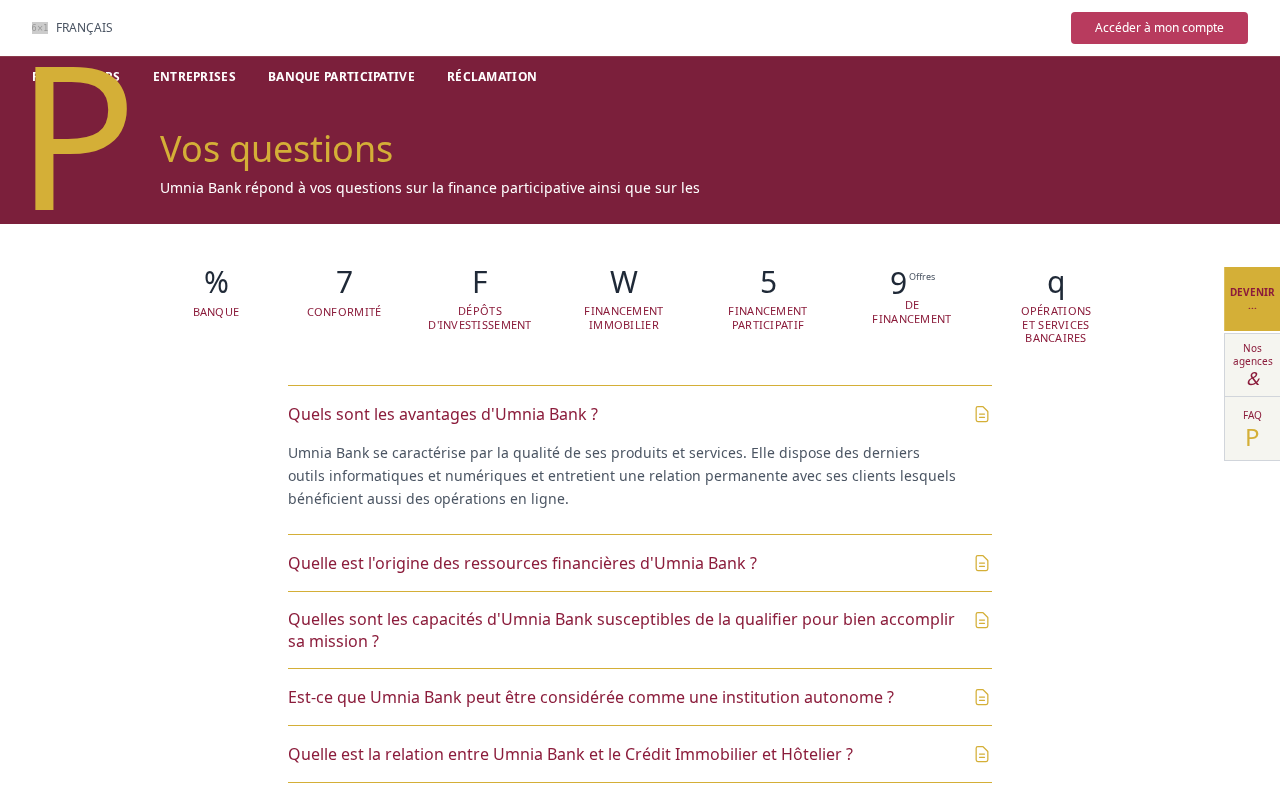 FRANÇAIS
Accéder à mon compte
ENTREPRISES
BANQUE PARTICIPATIVE
RÉCLAMATION
P
Vos questions
Umnia Bank répond à vos questions sur la finance participative ainsi que sur les
%
BANQUE
7
CONFORMITÉ
F
DÉPÔTS
D'INVESTISSEMENT
W
FINANCEMENT
IMMOBILIER
5
FINANCEMENT
PARTICIPATIF
9 Offres
DE
FINANCEMENT
q
OPÉRATIONS
ET SERVICES
BANCAIRES
DEVENIR
...
Nos
agences
&
FAQ
P
Quels sont les avantages d'Umnia Bank ?
Umnia Bank se caractérise par la qualité de ses produits et services. Elle dispose des derniers
outils informatiques et numériques et entretient une relation permanente avec ses clients lesquels
bénéficient aussi des opérations en ligne.
Quelle est l'origine des ressources financières d'Umnia Bank ?
Quelles sont les capacités d'Umnia Bank susceptibles de la qualifier pour bien accomplir
sa mission ?
Est-ce que Umnia Bank peut être considérée comme une institution autonome ?
Quelle est la relation entre Umnia Bank et le Crédit Immobilier et Hôtelier ?